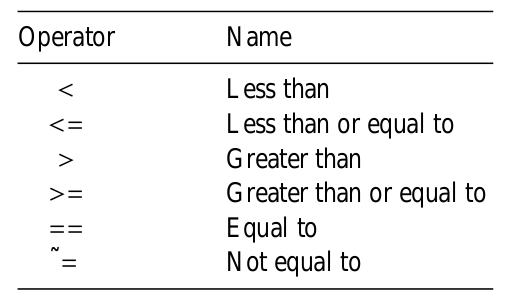 Operator Name
< Less than
<= Less than or equal to
> Greater than
>= Greater than or equal to
== Equal to
˜= Not equal to